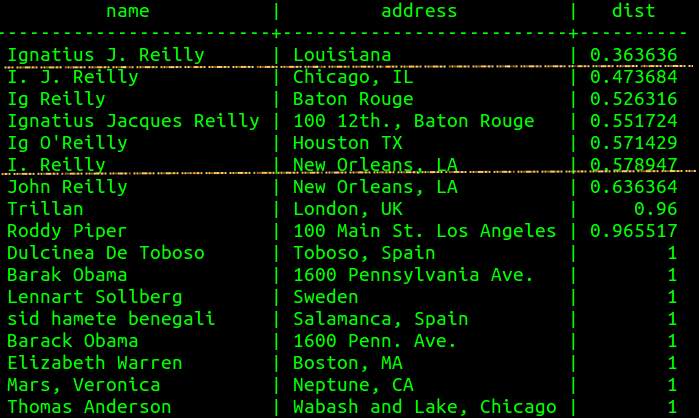 name | address | dist
---------------------------+----------------------------+----------
Ignatius J. Reilly | Louisiana | 0.363636
I. J. Reilly | Chicago, IL | 0.473684
Ig Reilly | Baton Rouge | 0.526316
Ignatius Jacques Reilly | 100 12th., Baton Rouge | 0.551724
Ig O'Reilly | Houston TX | 0.571429
I. Reilly | New Orleans, LA | 0.578947
John Reilly | New Orleans, LA | 0.636364
Trillan | London, UK | 0.96
Roddy Piper | 100 Main St. Los Angeles | 0.965517
Dulcinea De Toboso | Toboso, Spain | 1
Barak Obama | 1600 Pennsylvania Ave. | 1
Lennart Sollberg | Sweden | 1
sid hamete benegali | Salamanca, Spain | 1
Barack Obama | 1600 Penn. Ave. | 1
Elizabeth Warren | Boston, MA | 1
Mars, Veronica | Neptune, CA | 1
Thomas Anderson | Wabash and Lake, Chicago | 1